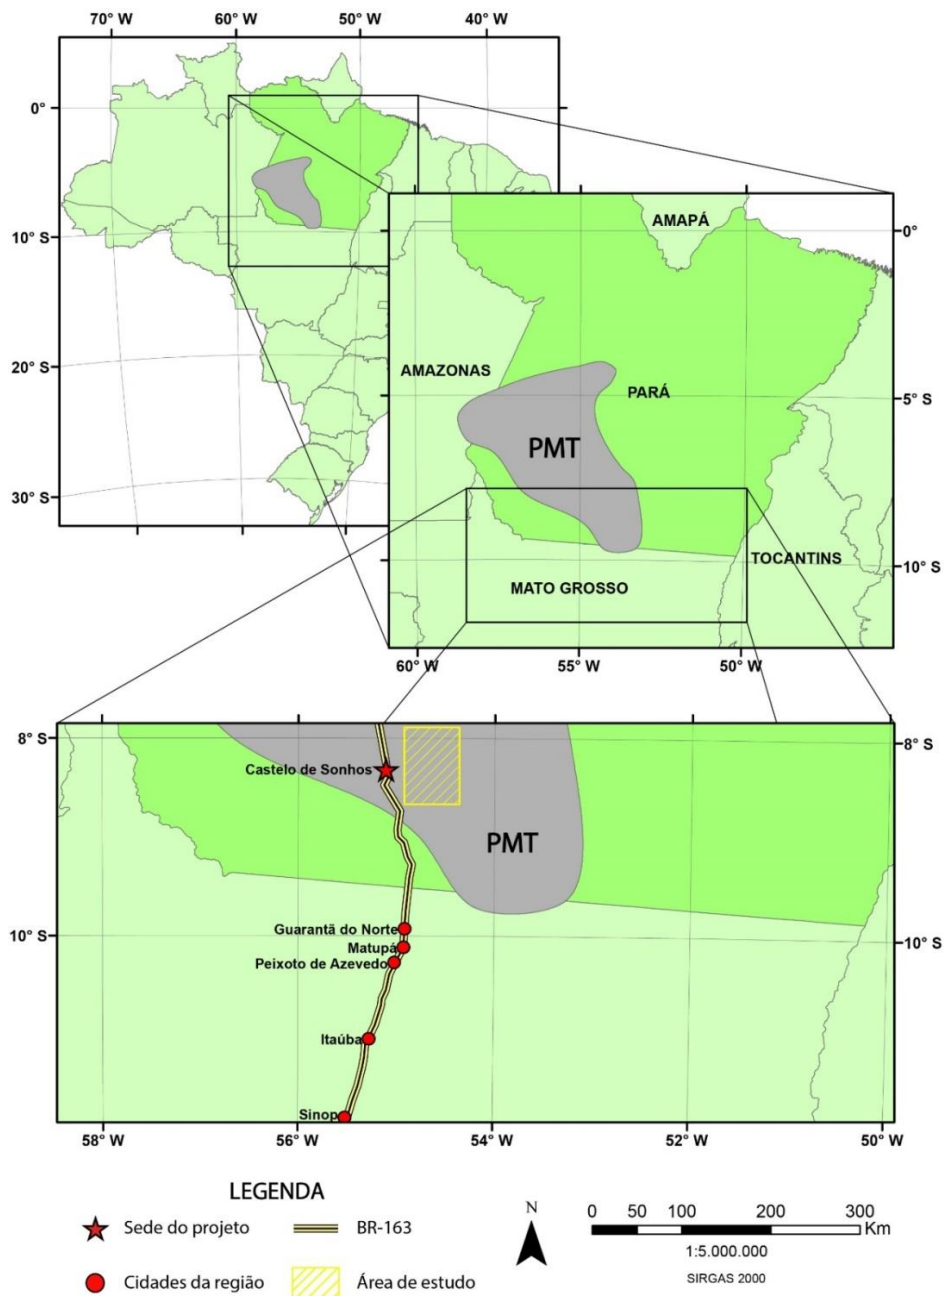 70° W 60° W 50° W 40° W
0°
10° S
20° S
30° S
AMAPÁ
0°
AMAZONAS
PARÁ
5° S
PMT
TOCANTINS
10° S
MATO GROSSO
60° W 55° W 50° W
8° S
8° S
Castelo de Sonhos
PMT
Guarantã do Norte
10° S
10° S
Matupá
Peixoto de Azevedo
Itaúba
Sinop
58° W 56° W 54° W 52° W 50° W
LEGENDA
Sede do projeto
BR-163
Cidades da região
Área de estudo
N
0 50 100 200 300
Km
1:5.000.000
SIRGAS 2000